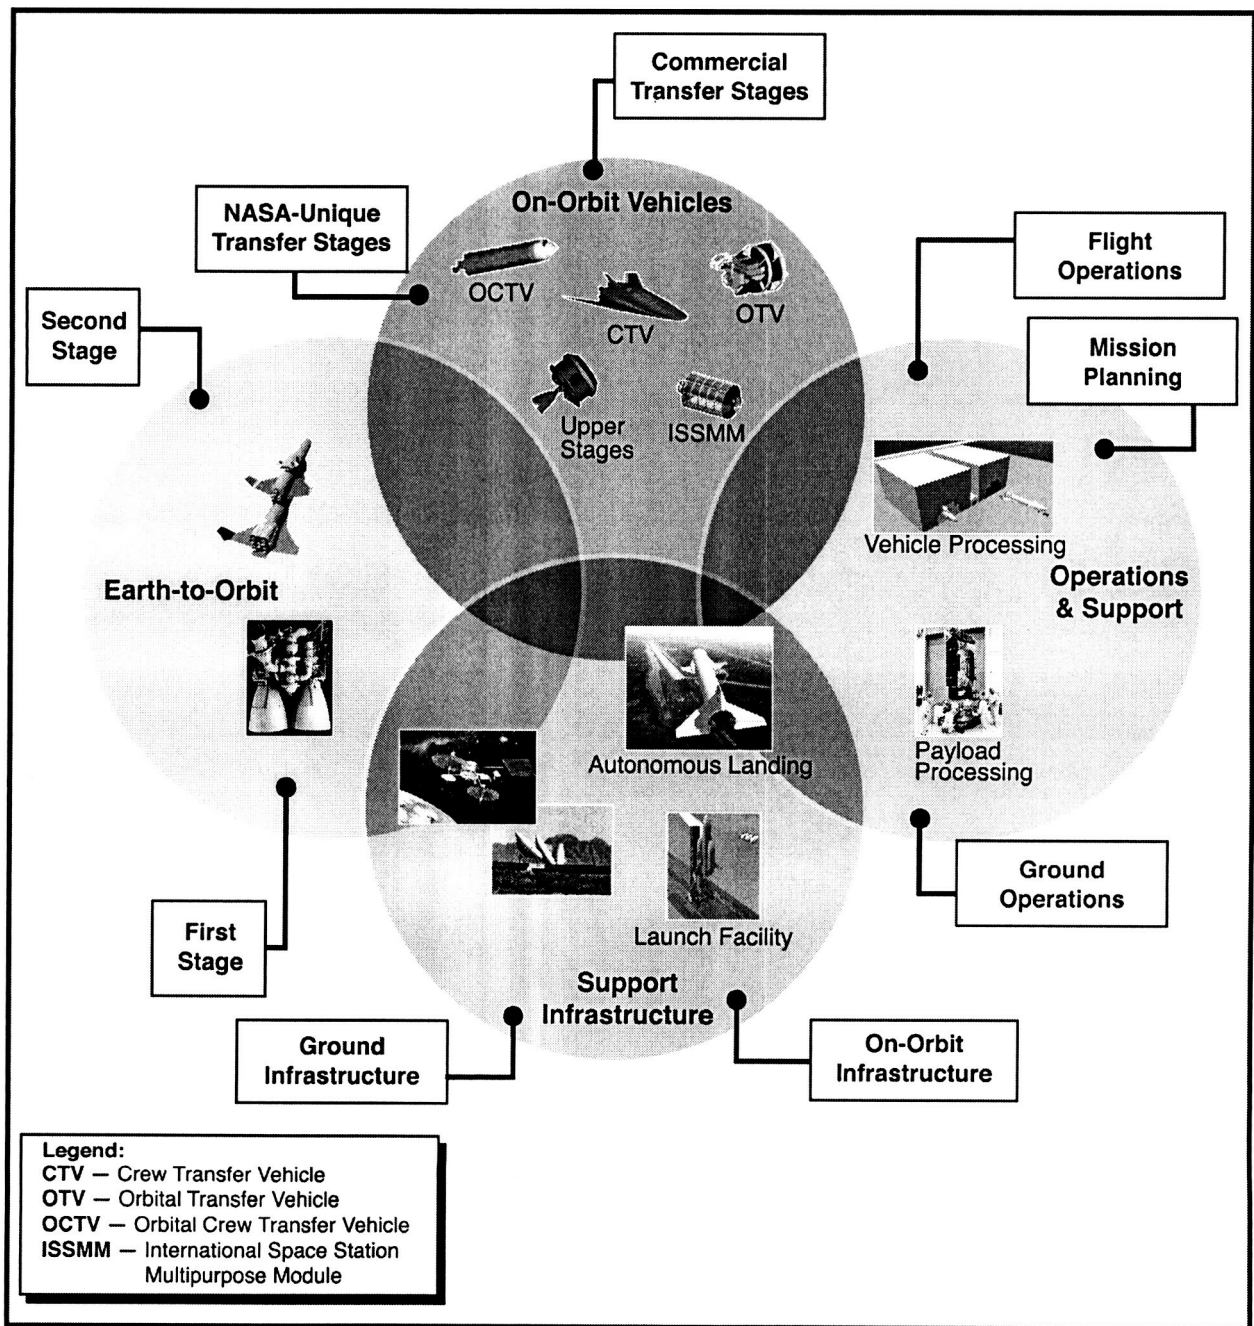 Commercial
Transfer Stages
On-Orbit Vehicles
NASA-Unique
Transfer Stages
Flight
Operations
OCTV
CTV
OTV
Second
Stage
Mission
Planning
Upper
Stages
ISSMM
Vehicle Processing
Earth-to-Orbit
Operations
& Support
Autonomous Landing
Payload
Processing
Ground
Operations
First
Stage
Launch Facility
Support
Infrastructure
Ground
Infrastructure
On-Orbit
Infrastructure
Legend:
CTV — Crew Transfer Vehicle
OTV — Orbital Transfer Vehicle
OCTV — Orbital Crew Transfer Vehicle
ISSMM — International Space Station
Multipurpose Module